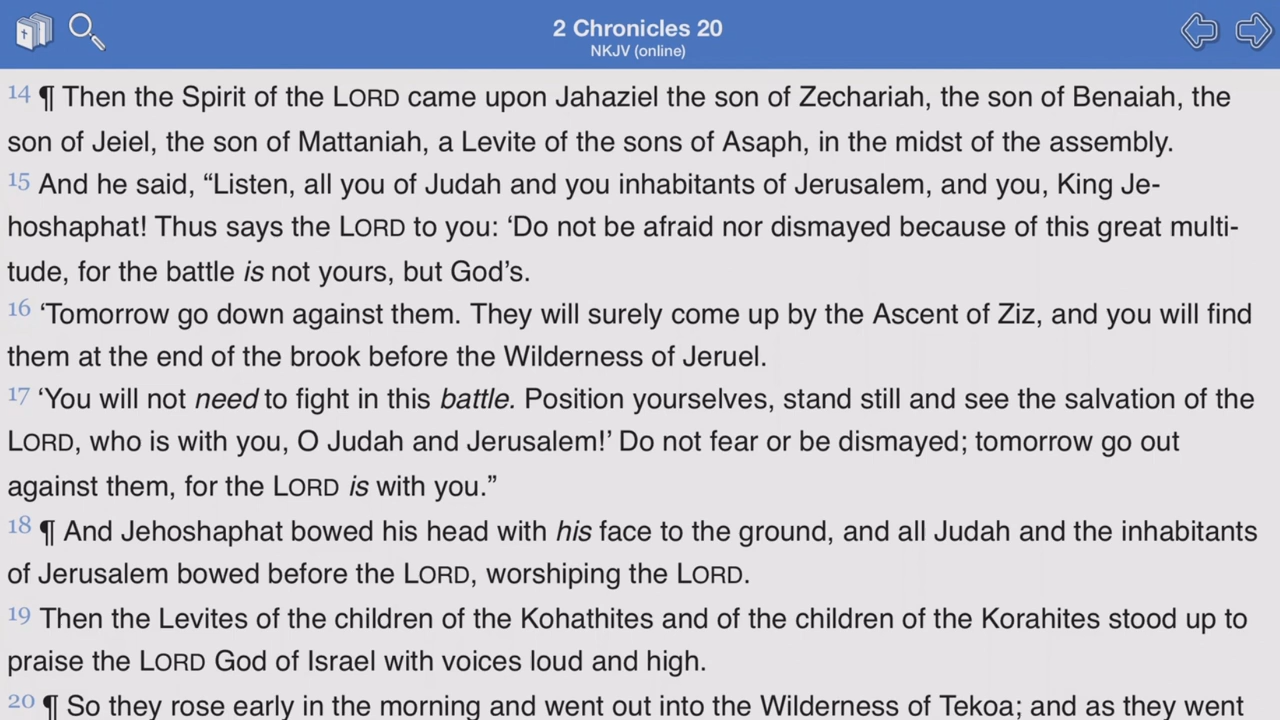 2 Chronicles 20
NKJV (online)
14 ¶ Then the Spirit of the LORD came upon Jahaziel the son of Zechariah, the son of Benaiah, the
son of Jeiel, the son of Mattaniah, a Levite of the sons of Asaph, in the midst of the assembly.
15 And he said, “Listen, all you of Judah and you inhabitants of Jerusalem, and you, King Je-
hoshaphat! Thus says the LORD to you: ‘Do not be afraid nor dismayed because of this great multi-
tude, for the battle is not yours, but God’s.
16 ‘Tomorrow go down against them. They will surely come up by the Ascent of Ziz, and you will find
them at the end of the brook before the Wilderness of Jeruel.
17 ‘You will not need to fight in this battle. Position yourselves, stand still and see the salvation of the
LORD, who is with you, O Judah and Jerusalem!’ Do not fear or be dismayed; tomorrow go out
against them, for the LORD is with you.”
18 ¶ And Jehoshaphat bowed his head with his face to the ground, and all Judah and the inhabitants
of Jerusalem bowed before the LORD, worshiping the LORD.
19 Then the Levites of the children of the Kohathites and of the children of the Korahites stood up to
praise the LORD God of Israel with voices loud and high.
20 ¶ So they rose early in the morning and went out into the Wilderness of Tekoa; and as they went